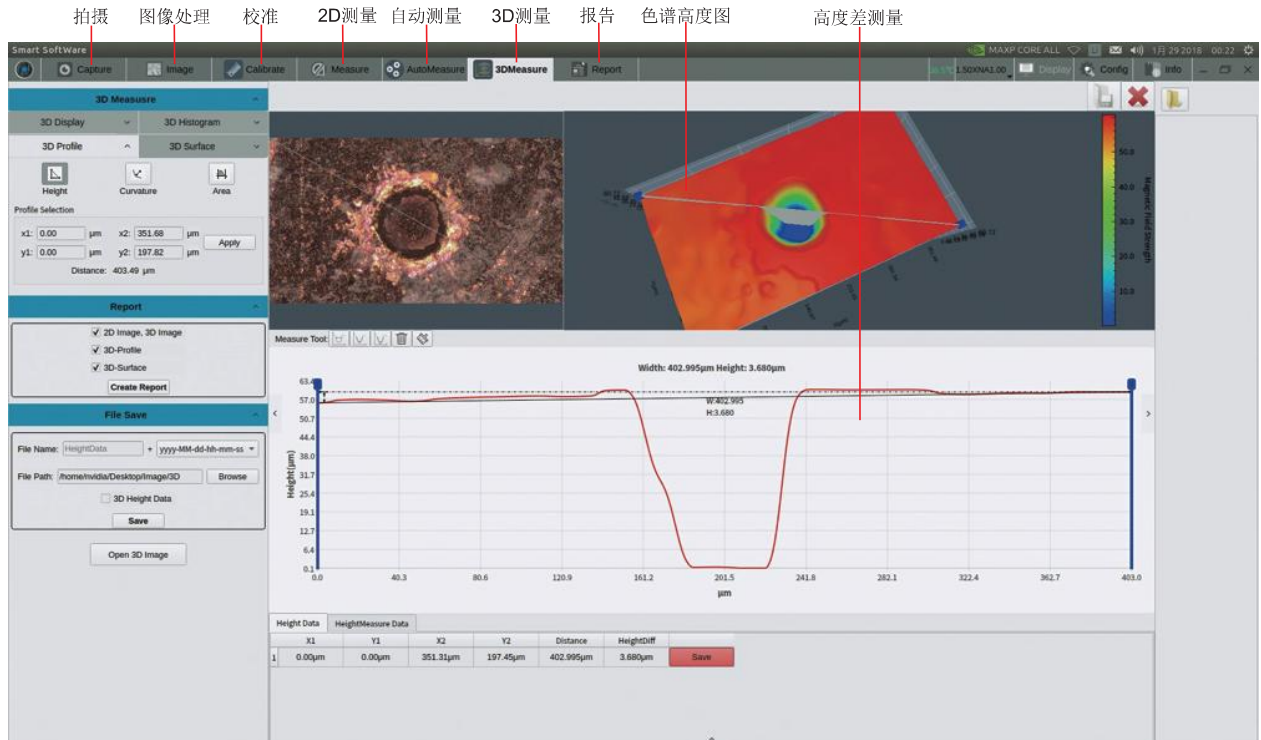 拍摄 图像处理 校准 2D测量 自动测量 3D测量 报告 色谱高度图 高度差测量
Smart SoftWare MAXP CORE ALL 1月 29 2018 00:22
Capture Image Calibrate Measure AutoMeasure 3DMeasure Report 1.50XNA1.00 Display Config Info
3D Measusre
3D Display 3D Histogram
3D Profile 3D Surface
Height Curvature Area
Profile Selection
x1: 0.00 μm x2: 351.68 μm
Apply
y1: 0.00 μm y2: 197.82 μm
Distance: 403.49 μm
Report
2D Image, 3D Image
3D-Profile
3D-Surface
Create Report
File Save
File Name: HeightData + yyyy-MM-dd-hh-mm-ss
File Path: /home/nvidia/Desktop/Image/3D Browse
3D Height Data
Save
Open 3D Image
50.0
40.0
30.0
20.0
10.0
Magnetic Field Strength
Measure Tool:
Width: 402.995μm Height: 3.680μm
W:402.995
H:3.680
Height(μm)
63.4
57.0
50.7
44.4
38.0
31.7
25.4
19.1
12.7
6.4
0.1
0.0 40.3 80.6 120.9 161.2 201.5 241.8 282.1 322.4 362.7 403.0
μm
Height Data HeightMeasure Data
X1 Y1 X2 Y2 Distance HeightDiff
1 0.00μm 0.00μm 351.31μm 197.45μm 402.995μm 3.680μm Save